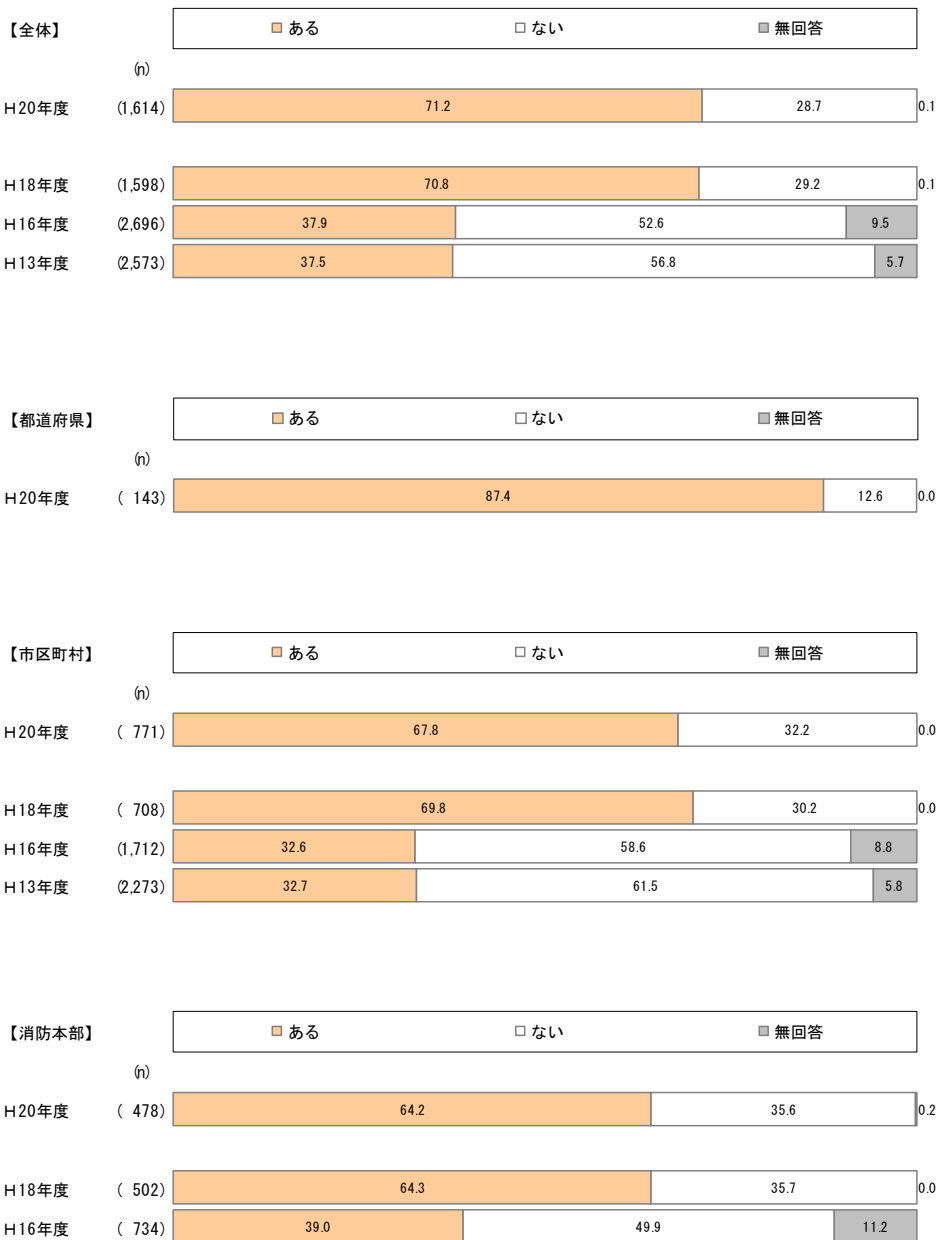 【全体】 ある ない 無回答
(n)
H20年度 (1,614) 71.2 28.7 0.1
H18年度 (1,598) 70.8 29.2 0.1
H16年度 (2,696) 37.9 52.6 9.5
H13年度 (2,573) 37.5 56.8 5.7
【都道府県】 ある ない 無回答
(n)
H20年度 ( 143) 87.4 12.6 0.0
【市区町村】 ある ない 無回答
(n)
H20年度 ( 771) 67.8 32.2 0.0
H18年度 ( 708) 69.8 30.2 0.0
H16年度 (1,712) 32.6 58.6 8.8
H13年度 (2,273) 32.7 61.5 5.8
【消防本部】 ある ない 無回答
(n)
H20年度 ( 478) 64.2 35.6 0.2
H18年度 ( 502) 64.3 35.7 0.0
H16年度 ( 734) 39.0 49.9 11.2